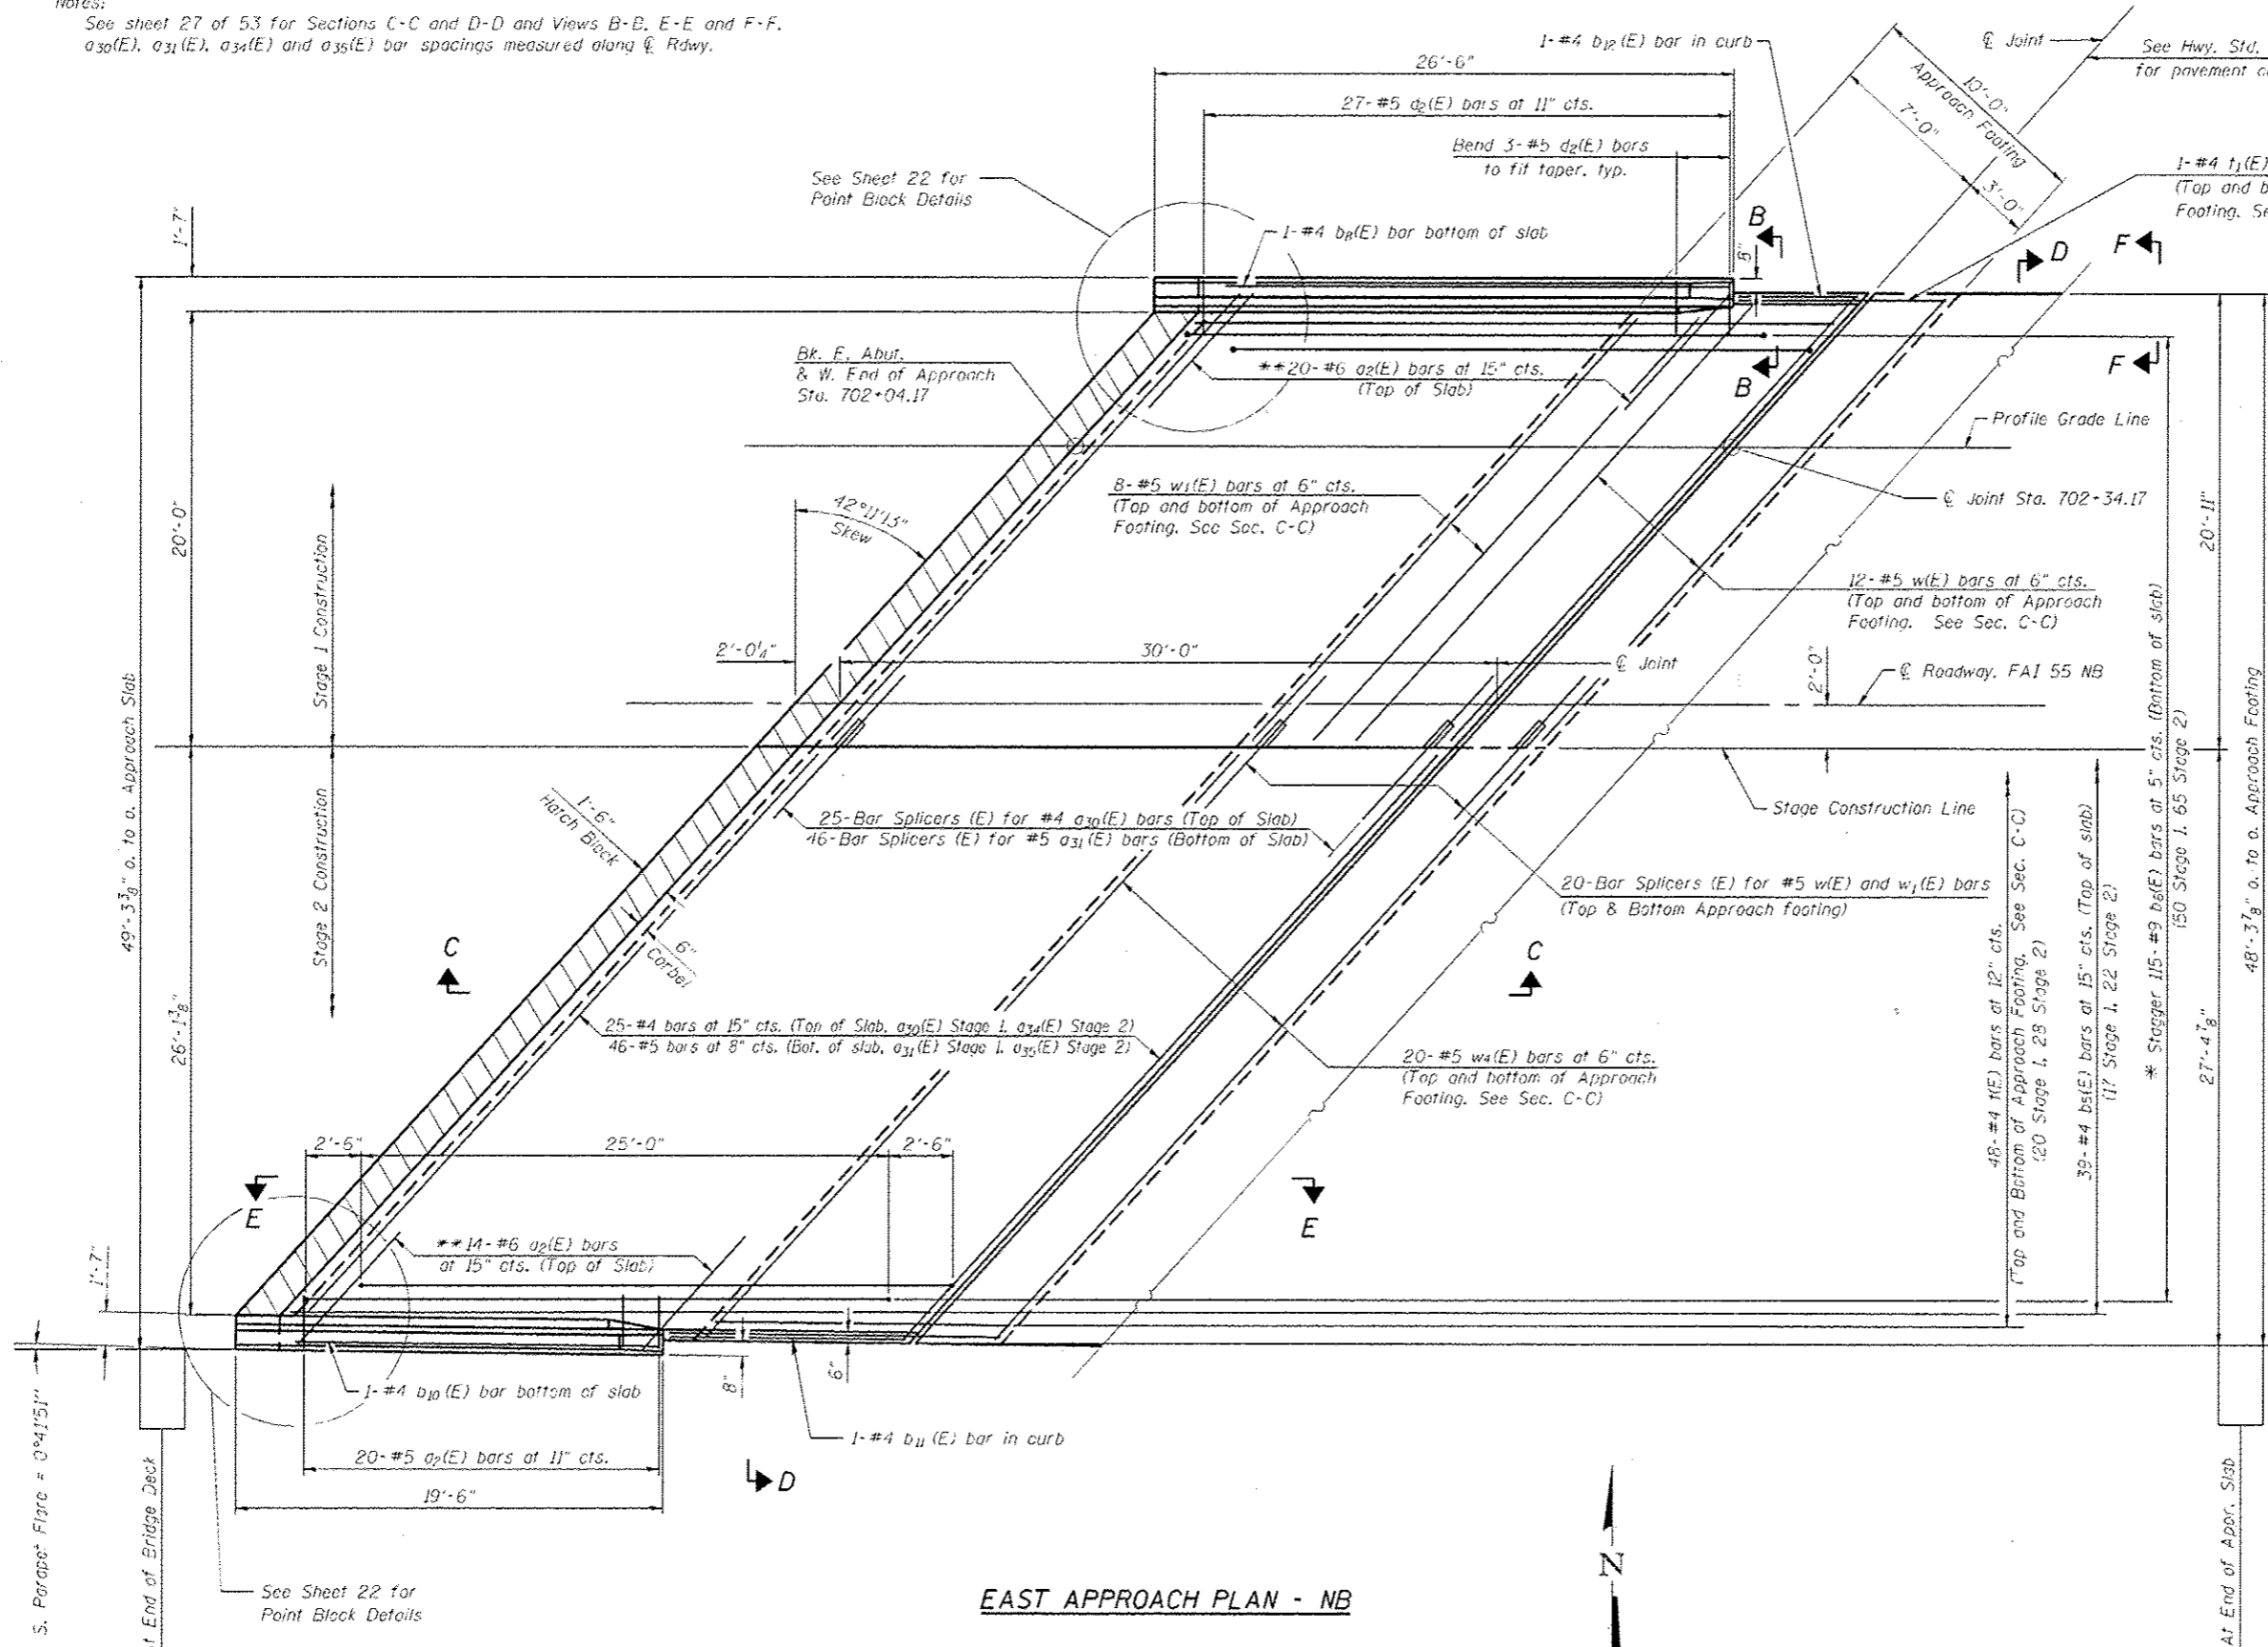 Notes:
See sheet 27 of 53 for Sections C-C and D-D and Views B-B, E-E and F-F.
a30(E), a31(E), a34(E) and a35(E) bar spacings measured along ℄ Rdwy.
1-#4 b12(E) bar in curb
℄ Joint
See Hwy. Std.
for pavement
26'-6"
27-#5 d2(E) bars at 11" cts.
Bend 3-#5 d2(E) bars
to fit taper, typ.
10'-0"
Approach Footing
7'-0"
3'-0"
1-#4 t1(E)
(Top and
Footing.
See Sheet 22 for
Point Block Details
1-#4 b8(E) bar bottom of slab
1'-7"
B
8"
D
F
Bk. E. Abut.
& W. End of Approach
Sta. 702+04.17
**20-#6 a2(E) bars at 15" cts.
(Top of Slab)
B
F
Profile Grade Line
8-#5 w1(E) bars at 6" cts.
(Top and bottom of Approach
Footing. See Sec. C-C)
℄ Joint Sta. 702+34.17
42°11'13"
Skew
20'-0"
20'-11"
Stage 1 Construction
12-#5 w(E) bars at 6" cts.
(Top and bottom of Approach
Footing. See Sec. C-C)
2'-0¼"
30'-0"
℄ Joint
2'-0"
℄ Roadway, FAI 55 NB
49'-3⅜" o. to o. Approach Slab
Stage Construction Line
1'-6"
Hatch Block
25-Bar Splicers (E) for #4 a30(E) bars (Top of Slab)
46-Bar Splicers (E) for #5 a31(E) bars (Bottom of Slab)
20-Bar Splicers (E) for #5 w(E) and w1(E) bars
(Top & Bottom Approach footing)
Stage 2 Construction
6"
Corbel
C
C
26'-1⅜"
25-#4 bars at 15" cts. (Top of Slab, a30(E) Stage 1, a34(E) Stage 2)
46-#5 bars at 8" cts. (Bot. of slab, a31(E) Stage 1, a35(E) Stage 2)
20-#5 w4(E) bars at 6" cts.
(Top and bottom of Approach
Footing. See Sec. C-C)
48-#4 t(E) bars at 12" cts.
(Top and Bottom of Approach Footing. See Sec. C-C)
(20 Stage 1, 28 Stage 2)
39-#4 b5(E) bars at 15" cts. (Top of slab)
(17 Stage 1, 22 Stage 2)
* Stagger 115-#9 b6(E) bars at 5" cts. (Bottom of slab)
(50 Stage 1, 65 Stage 2)
27'-4⅞"
48'-3⅞" o. to o. Approach Footing
2'-6"
25'-0"
2'-6"
E
E
**14-#6 a2(E) bars
at 15" cts. (Top of Slab)
1'-7"
1-#4 b10(E) bar bottom of slab
8"
6"
1-#4 b11(E) bar in curb
20-#5 d2(E) bars at 11" cts.
19'-6"
D
S. Parapet Flare = 0°41'51"
End of Bridge Deck
At End of Appr. Slab
See Sheet 22 for
Point Block Details
N
EAST APPROACH PLAN - NB